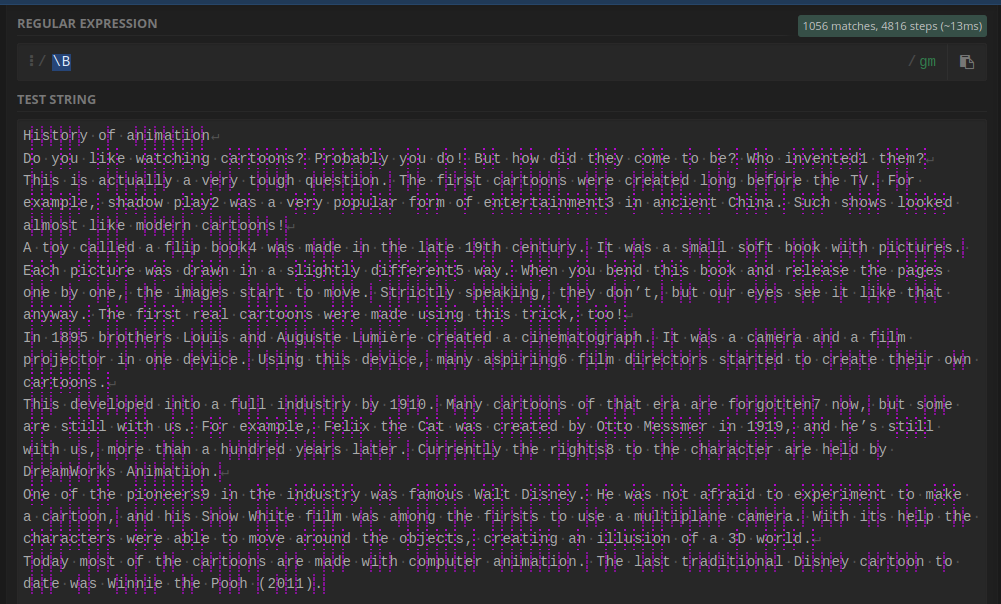 REGULAR EXPRESSION
1056 matches, 4816 steps (~13ms)
/ \B / gm
TEST STRING
History of animation
Do you like watching cartoons? Probably you do! But how did they come to be? Who invented1 them?
This is actually a very tough question. The first cartoons were created long before the TV. For
example, shadow play2 was a very popular form of entertainment3 in ancient China. Such shows looked
almost like modern cartoons!
A toy called a flip book4 was made in the late 19th century. It was a small soft book with pictures.
Each picture was drawn in a slightly different5 way. When you bend this book and release the pages
one by one, the images start to move. Strictly speaking, they don’t, but our eyes see it like that
anyway. The first real cartoons were made using this trick, too!
In 1895 brothers Louis and Auguste Lumière created a cinematograph. It was a camera and a film
projector in one device. Using this device, many aspiring6 film directors started to create their own
cartoons.
This developed into a full industry by 1910. Many cartoons of that era are forgotten7 now, but some
are still with us. For example, Felix the Cat was created by Otto Messmer in 1919, and he’s still
with us, more than a hundred years later. Currently the rights8 to the character are held by
DreamWorks Animation.
One of the pioneers9 in the industry was famous Walt Disney. He was not afraid to experiment to make
a cartoon, and his Snow White film was among the firsts to use a multiplane camera. With its help the
characters were able to move around the objects, creating an illusion of a 3D world.
Today most of the cartoons are made with computer animation. The last traditional Disney cartoon to
date was Winnie the Pooh (2011).